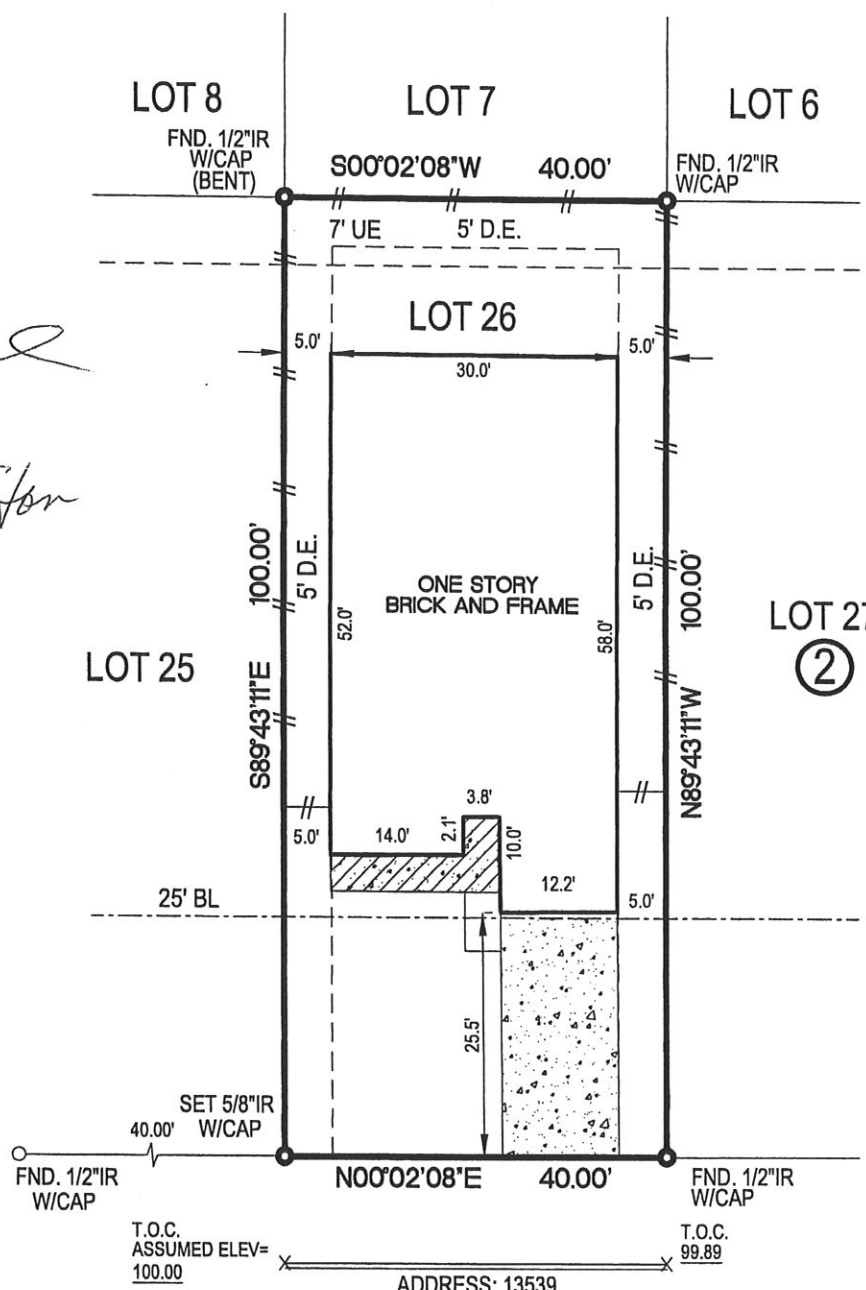 LOT 8
LOT 7
LOT 6
FND. 1/2"IR
W/CAP
(BENT)
S00°02'08"W 40.00'
FND. 1/2"IR
W/CAP
7' UE 5' D.E.
LOT 26
5.0'
30.0'
5.0'
S89°43'11"E 100.00'
5' D.E.
52.0'
ONE STORY
BRICK AND FRAME
58.0'
5' D.E.
N89°43'11"W 100.00'
LOT 25
LOT 27
2
3.8'
5.0'
14.0'
2.1'
10.0'
12.2'
5.0'
25' BL
25.5'
SET 5/8"IR
W/CAP
40.00'
FND. 1/2"IR
W/CAP
N00°02'08"E 40.00'
FND. 1/2"IR
W/CAP
T.O.C.
ASSUMED ELEV=
100.00
T.O.C.
99.89
ADDRESS: 13539